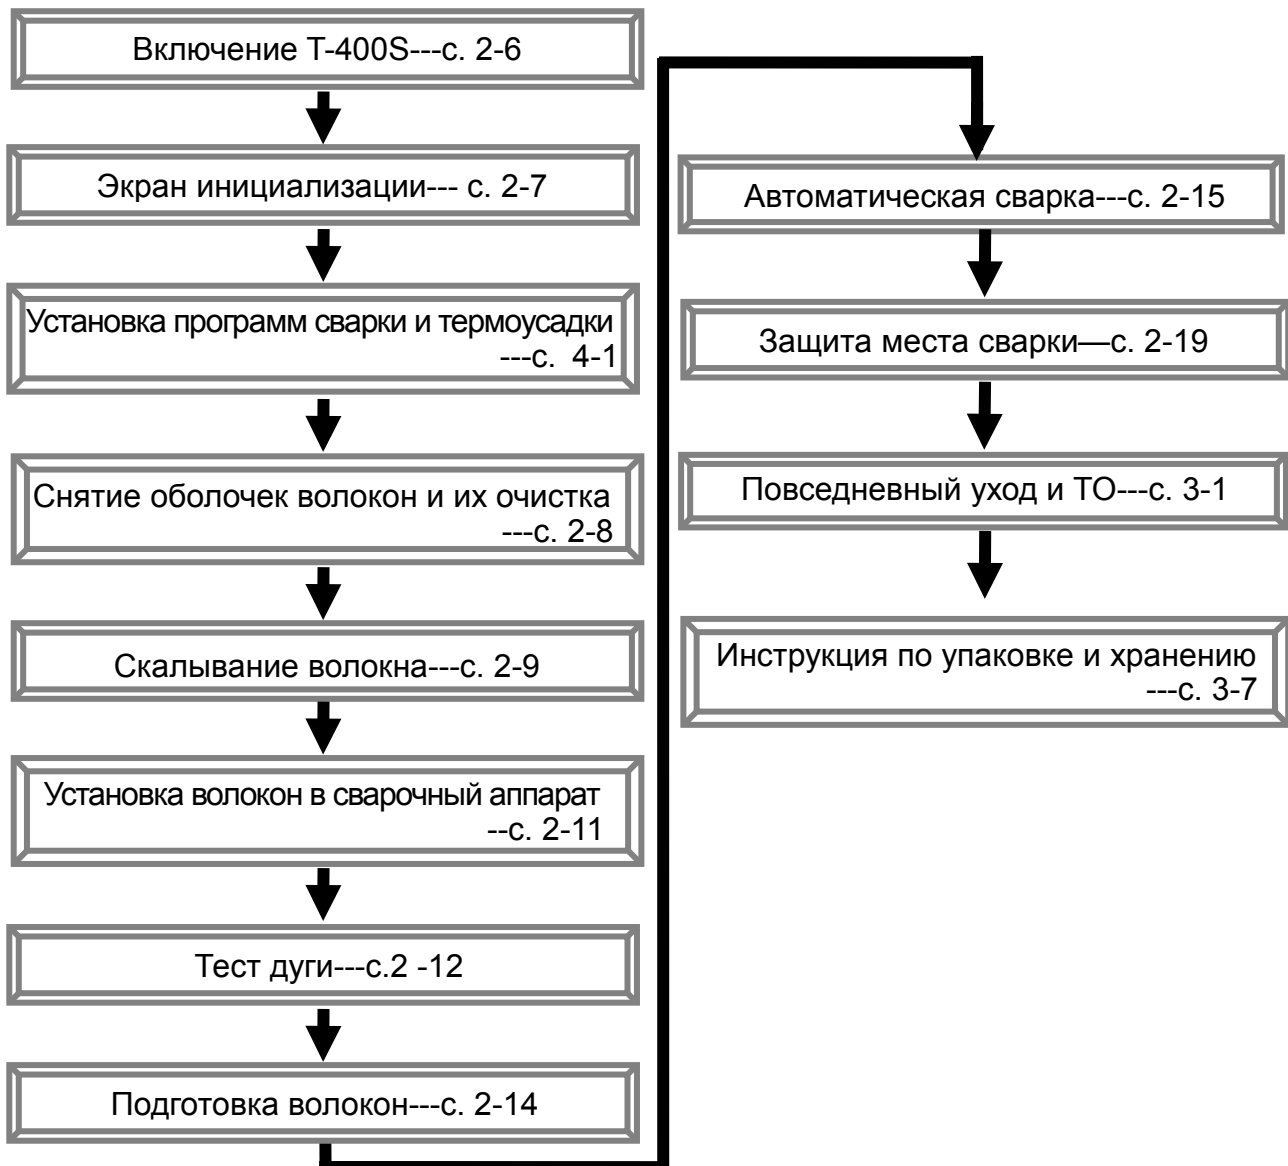 Включение T-400S---с. 2-6
Экран инициализации--- с. 2-7
Установка программ сварки и термоусадки
---с.  4-1
Снятие оболочек волокон и их очистка
---с. 2-8
Скалывание волокна---с. 2-9
Установка волокон в сварочный аппарат
--с. 2-11
Тест дуги---с.2 -12
Подготовка волокон---с. 2-14
Автоматическая сварка---с. 2-15
Защита места сварки—с. 2-19
Повседневный уход и ТО---с. 3-1
Инструкция по упаковке и хранению
---с. 3-7